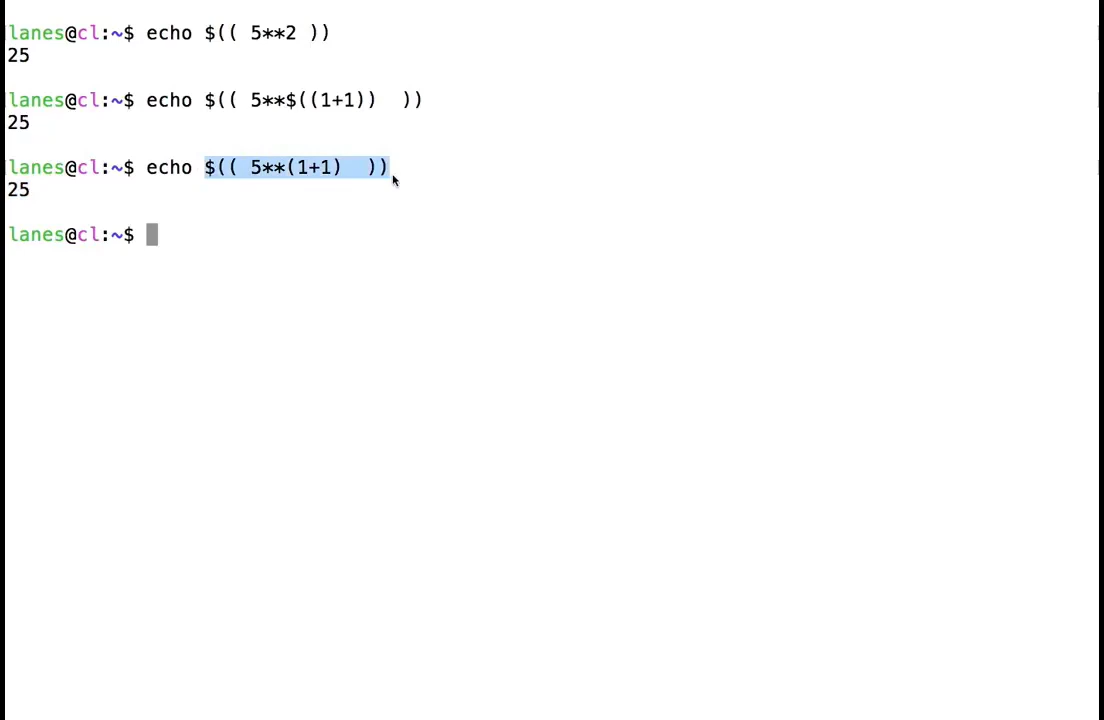 lanes@cl:~$ echo $(( 5**2 ))
25
lanes@cl:~$ echo $(( 5**$((1+1))  ))
25
lanes@cl:~$ echo $(( 5**(1+1)  ))
25
lanes@cl:~$